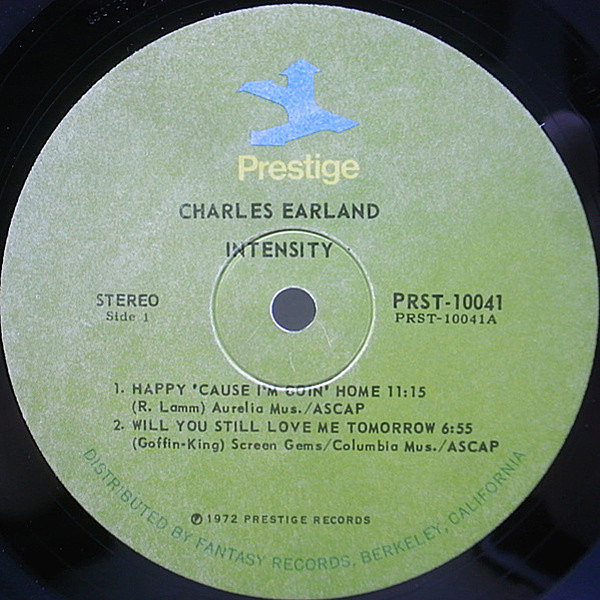 Prestige
CHARLES EARLAND
INTENSITY
STEREO
Side 1
PRST-10041
PRST-10041A
1. HAPPY 'CAUSE I'M GOIN' HOME 11:15
(R. Lamm) Aurelia Mus./ASCAP
2. WILL YOU STILL LOVE ME TOMORROW 6:55
(Goffin-King) Screen Gems/Columbia Mus./ASCAP
℗ 1972 PRESTIGE RECORDS
DISTRIBUTED BY FANTASY RECORDS, BERKELEY, CALIFORNIA